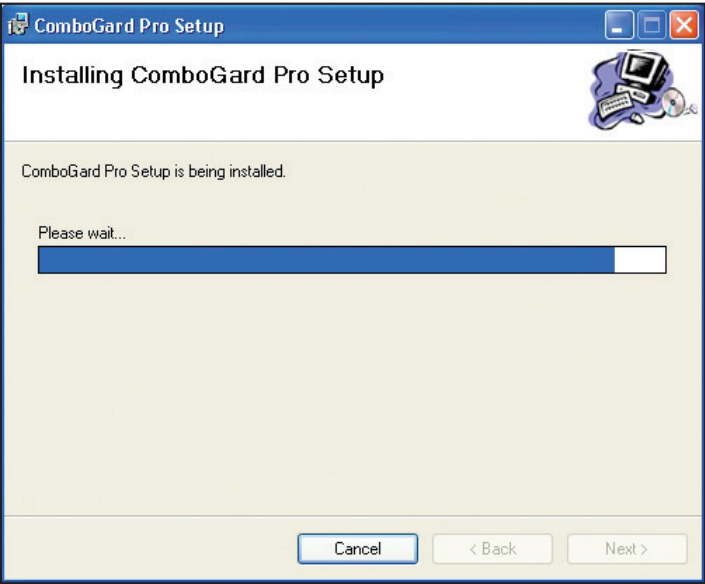 ComboGard Pro Setup
Installing ComboGard Pro Setup
ComboGard Pro Setup is being installed.
Please wait...
Cancel
< Back
Next >